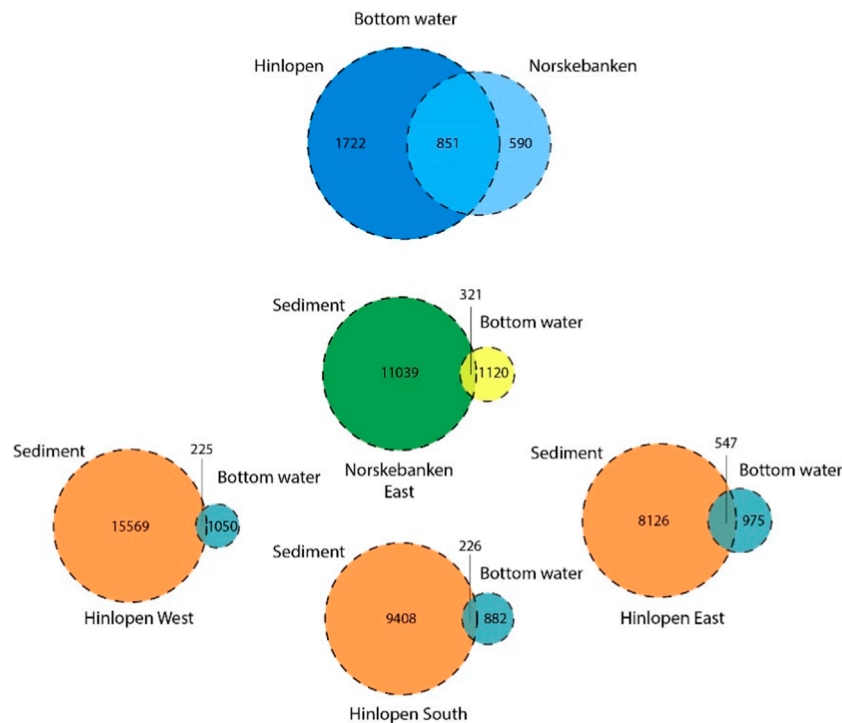 Bottom water
Hinlopen
Norskebanken
1722
851
590
321
Sediment
Bottom water
11039
1120
Norskebanken
East
225
Sediment
Bottom water
15569
1050
Hinlopen West
547
Sediment
Bottom water
8126
975
Hinlopen East
226
Sediment
Bottom water
9408
882
Hinlopen South